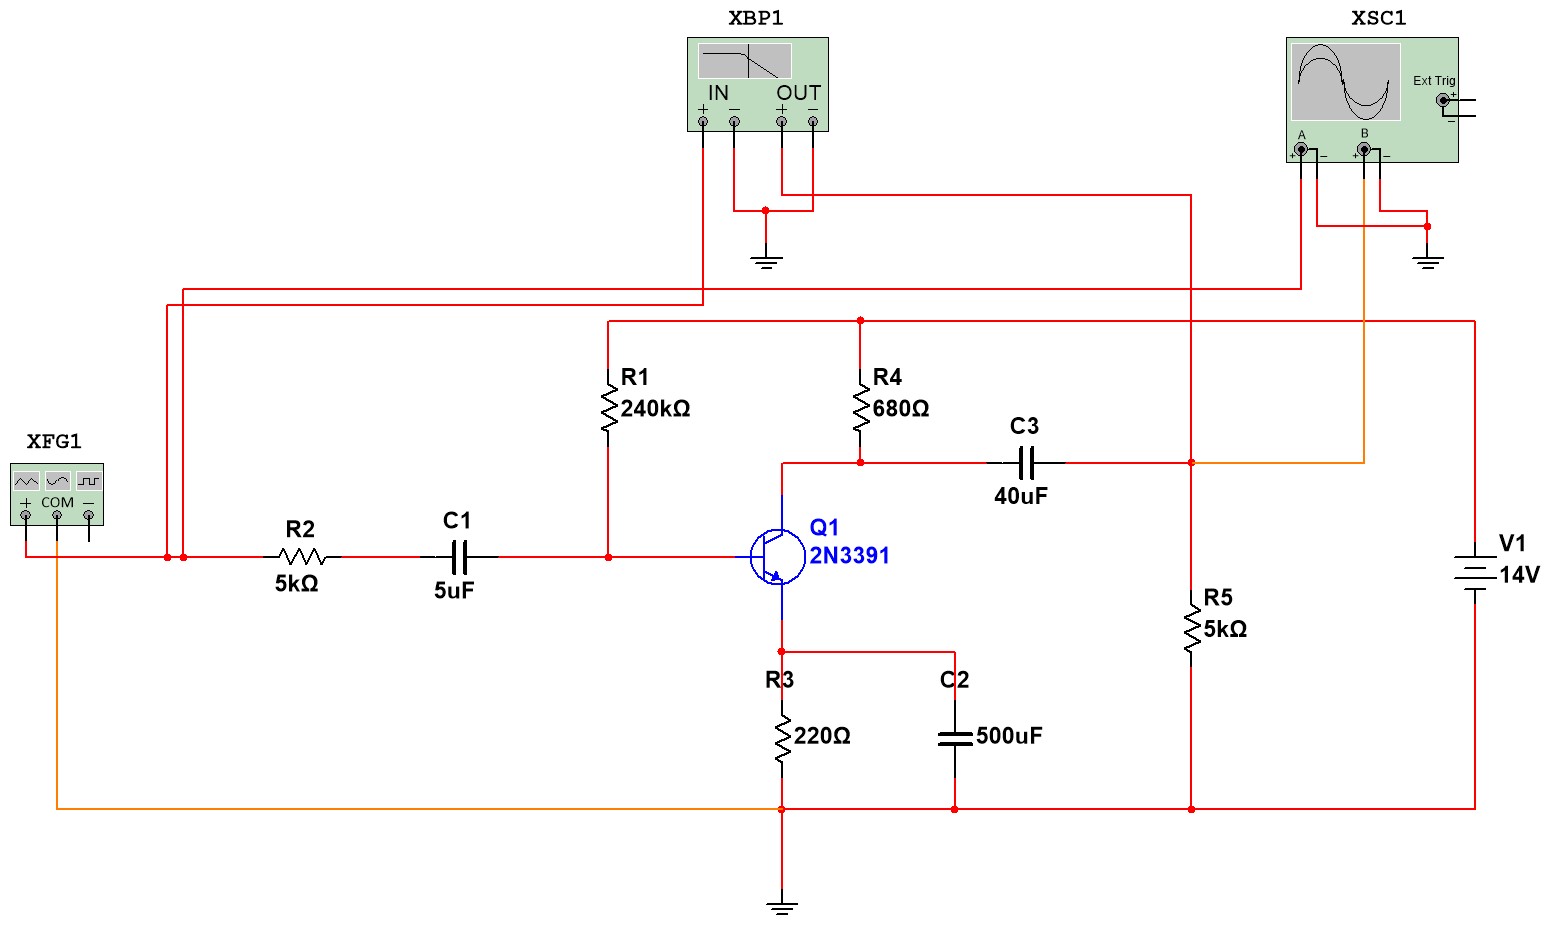 XBP1
XSC1
IN OUT
+ − + −
Ext Trig
+
−
A
B
+ −
+ −
R1
240kΩ
R4
680Ω
C3
40uF
XFG1
+ COM −
R2
5kΩ
C1
5uF
Q1
2N3391
V1
14V
R5
5kΩ
R3
220Ω
C2
500uF